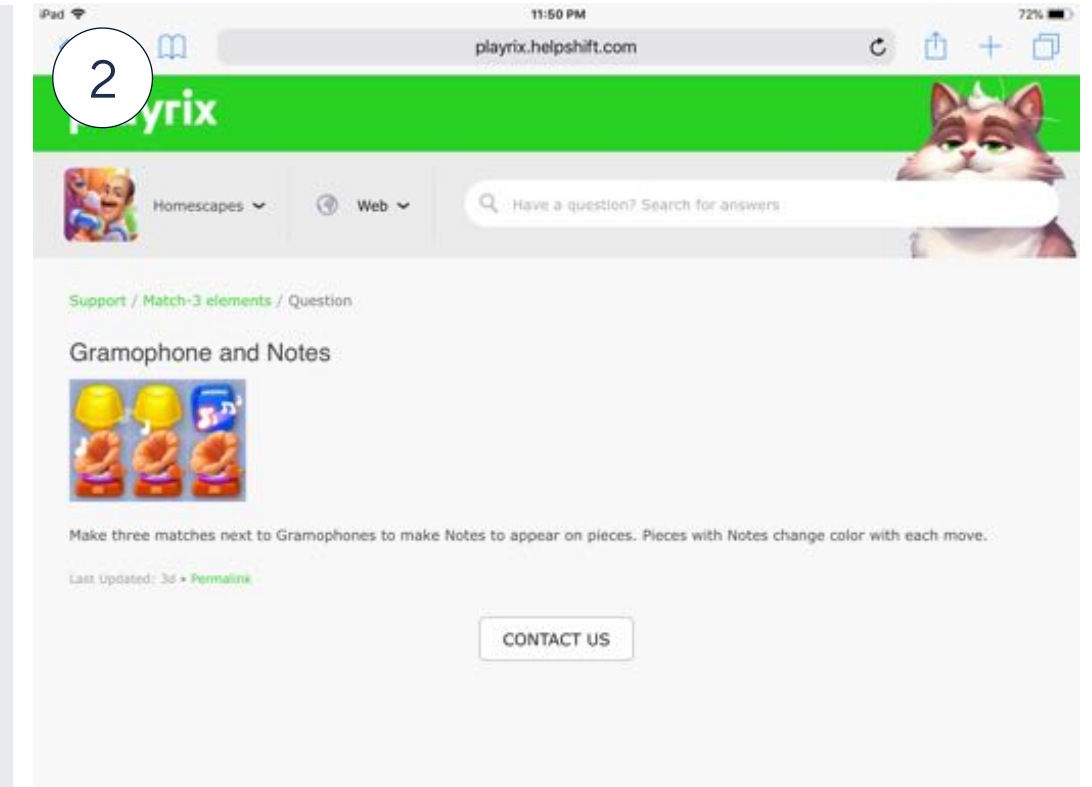 iPad 11:50 PM 72%
playrix.helpshift.com
2
yrix
Homescapes Web Have a question? Search for answers
Support / Match-3 elements / Question
Gramophone and Notes
Make three matches next to Gramophones to make Notes to appear on pieces. Pieces with Notes change color with each move.
Last Updated: 3d • Permalink
CONTACT US